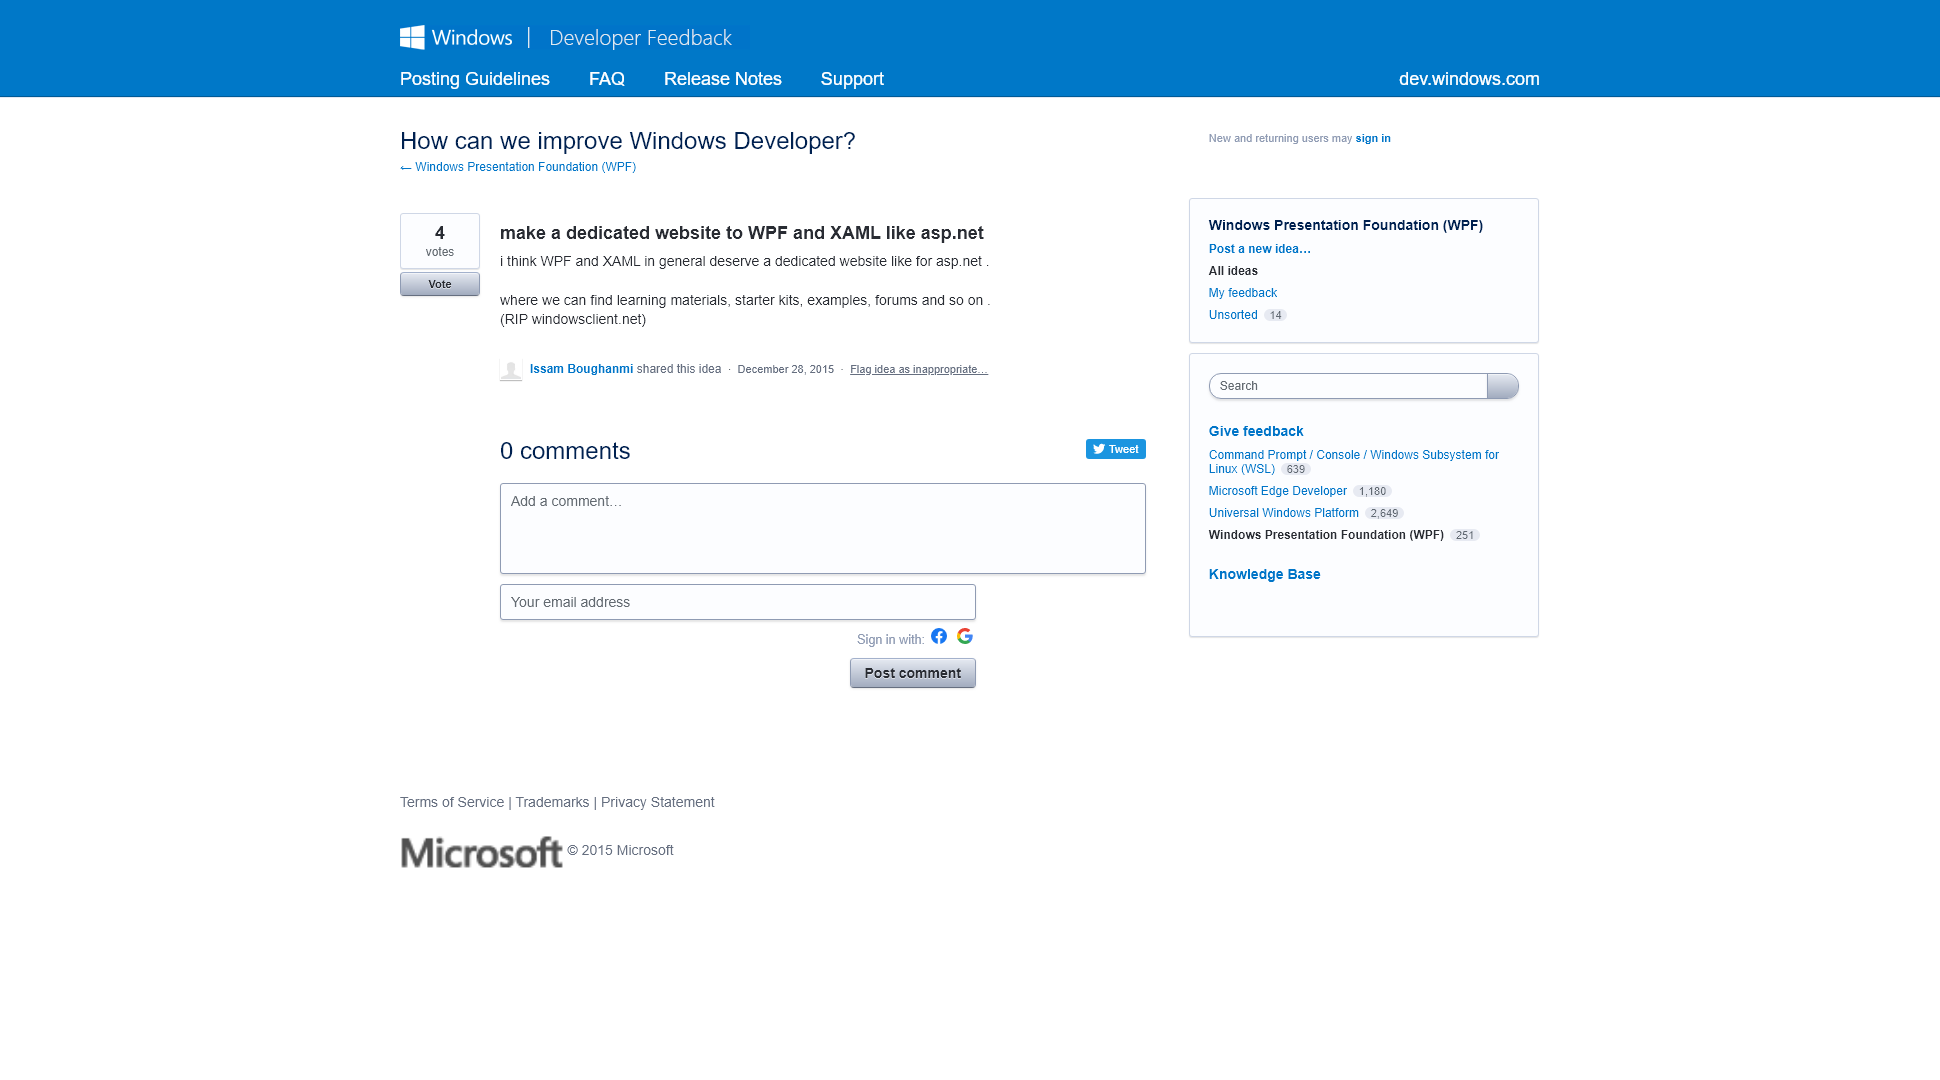 Windows | Developer Feedback
Posting Guidelines FAQ Release Notes Support dev.windows.com
How can we improve Windows Developer?
← Windows Presentation Foundation (WPF)
New and returning users may sign in
4
votes
Vote
make a dedicated website to WPF and XAML like asp.net
i think WPF and XAML in general deserve a dedicated website like for asp.net .
where we can find learning materials, starter kits, examples, forums and so on .
(RIP windowsclient.net)
Issam Boughanmi shared this idea · December 28, 2015 · Flag idea as inappropriate…
0 comments
Tweet
Add a comment…
Your email address
Sign in with:
Post comment
Windows Presentation Foundation (WPF)
Post a new idea…
All ideas
My feedback
Unsorted 14
Search
Give feedback
Command Prompt / Console / Windows Subsystem for
Linux (WSL) 639
Microsoft Edge Developer 1,180
Universal Windows Platform 2,649
Windows Presentation Foundation (WPF) 251
Knowledge Base
Terms of Service | Trademarks | Privacy Statement
Microsoft © 2015 Microsoft